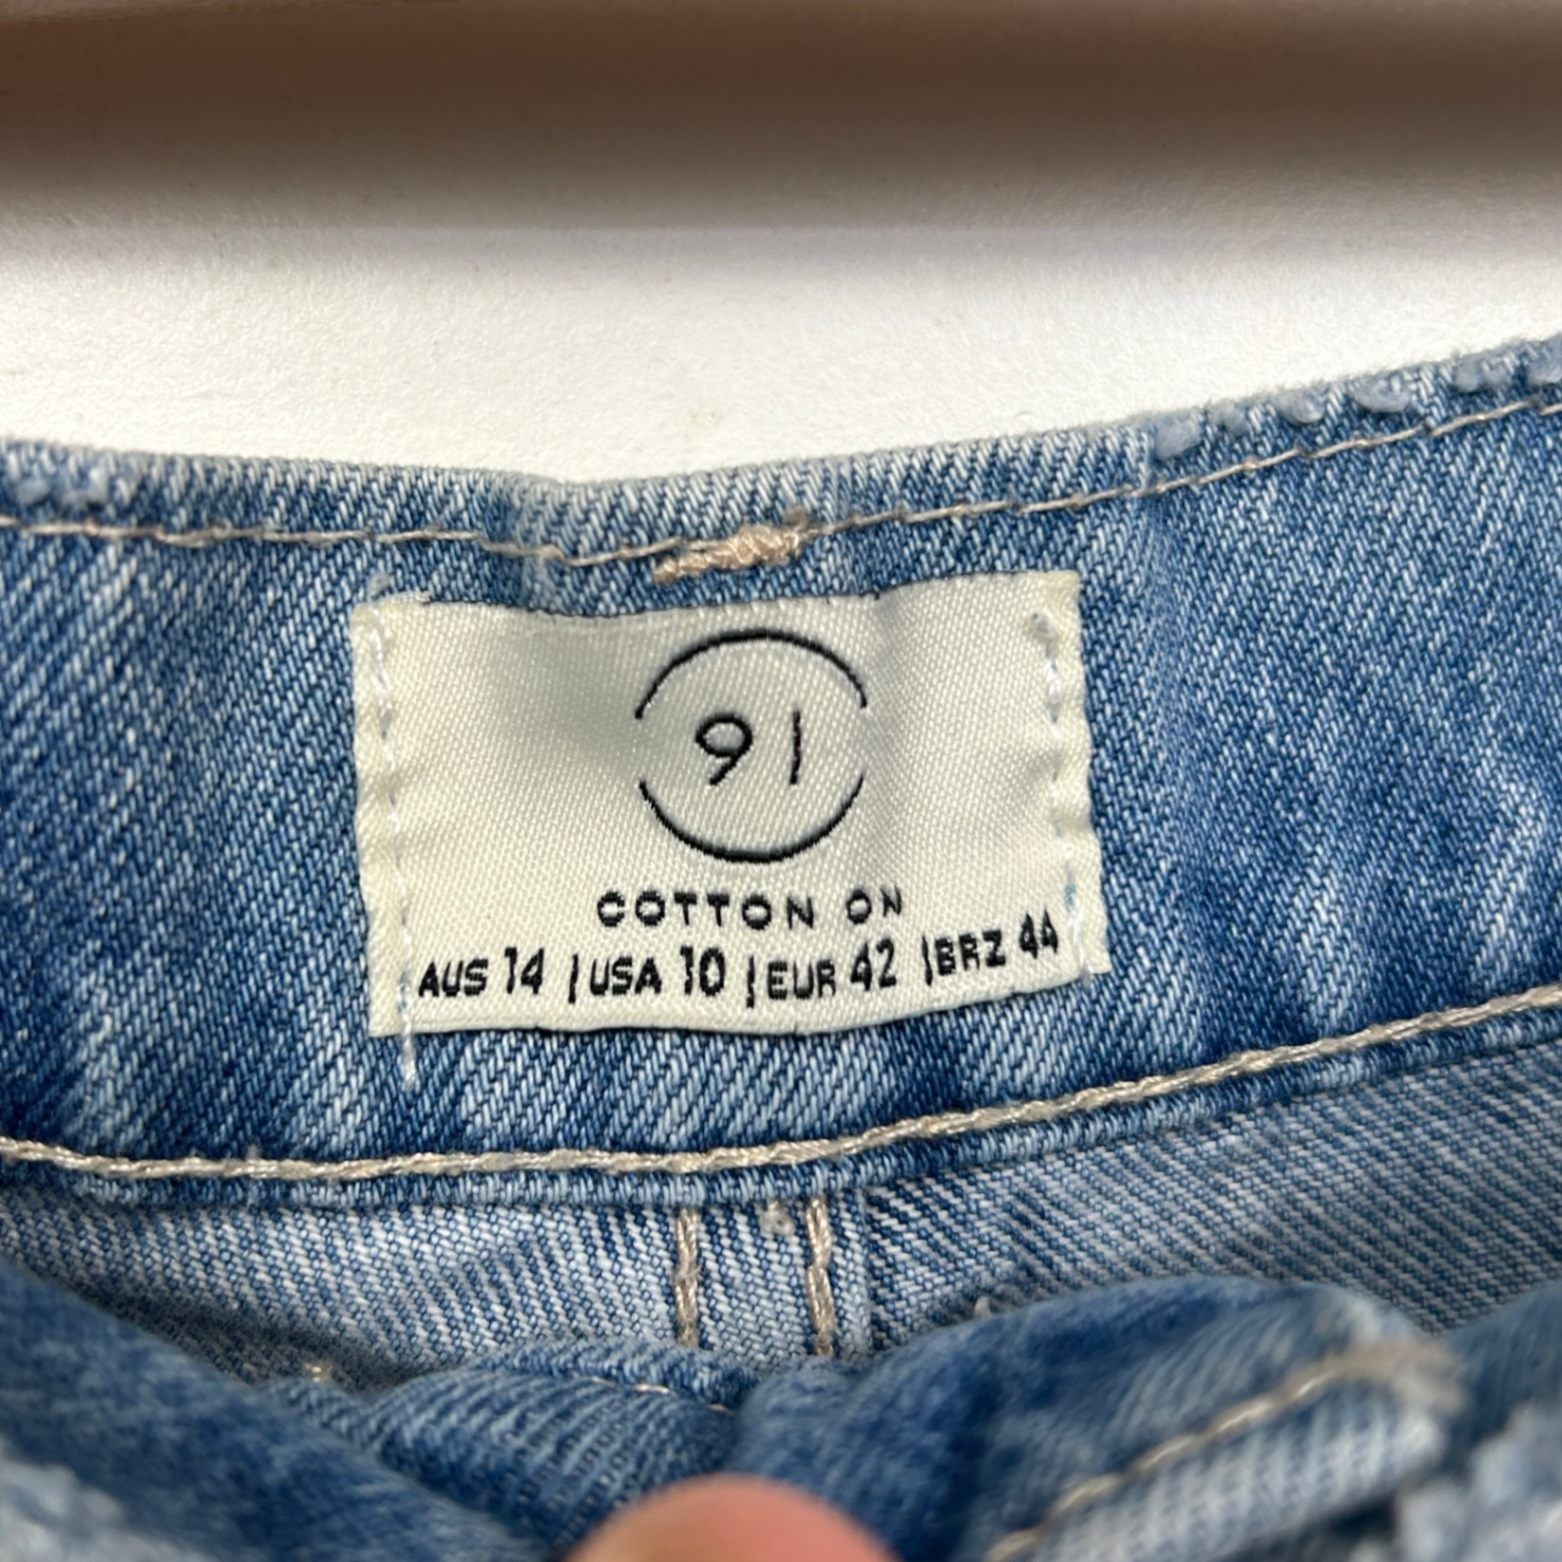 91
COTTON ON
AUS 14 | USA 10 | EUR 42 | BRZ 44